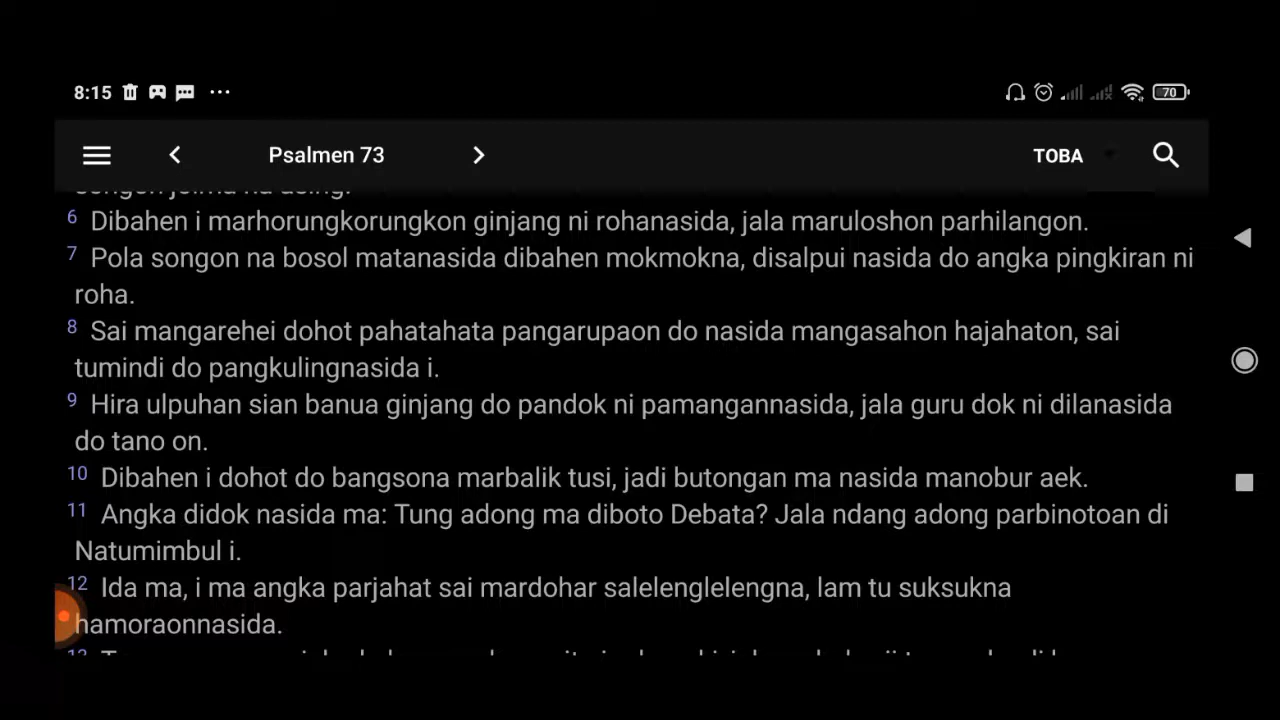 8:15
70
Psalmen 73
TOBA
6 Dibahen i marhorungkorungkon ginjang ni rohanasida, jala maruloshon parhilangon.
7 Pola songon na bosol matanasida dibahen mokmokna, disalpui nasida do angka pingkiran ni
roha.
8 Sai mangarehei dohot pahatahata pangarupaon do nasida mangasahon hajahaton, sai
tumindi do pangkulingnasida i.
9 Hira ulpuhan sian banua ginjang do pandok ni pamangannasida, jala guru dok ni dilanasida
do tano on.
10 Dibahen i dohot do bangsona marbalik tusi, jadi butongan ma nasida manobur aek.
11 Angka didok nasida ma: Tung adong ma diboto Debata? Jala ndang adong parbinotoan di
Natumimbul i.
12 Ida ma, i ma angka parjahat sai mardohar salelenglelengna, lam tu suksukna
hamoraonnasida.